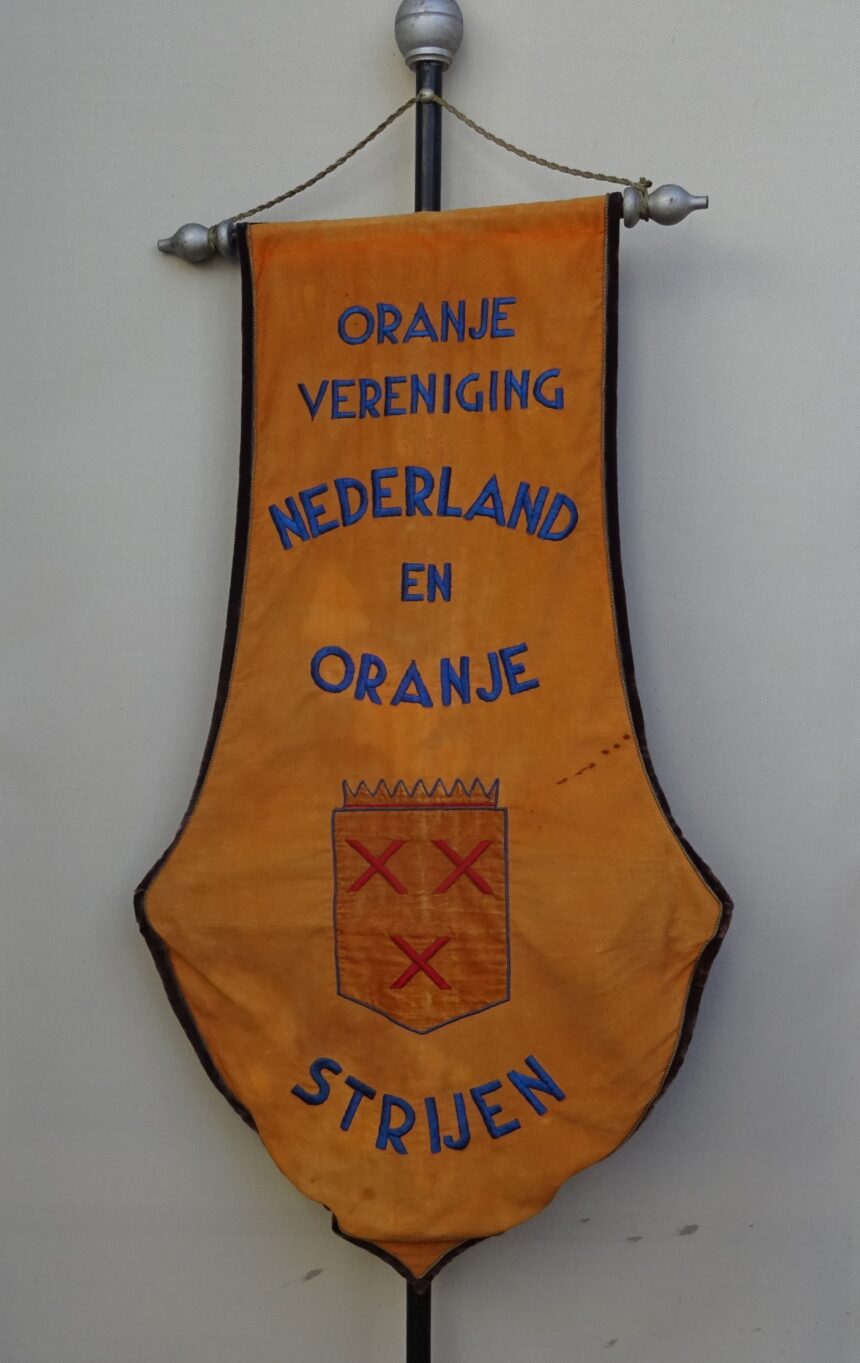 ORANJE
VERENIGING
NEDERLAND
EN
ORANJE
STRIJEN